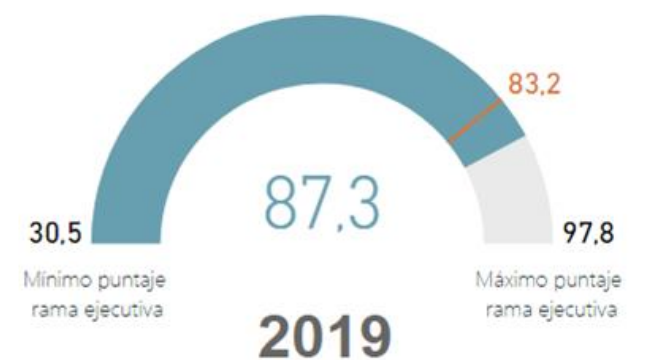 83,2
87,3
30,5
97,8
Mínimo puntaje
rama ejecutiva
Máximo puntaje
rama ejecutiva
2019